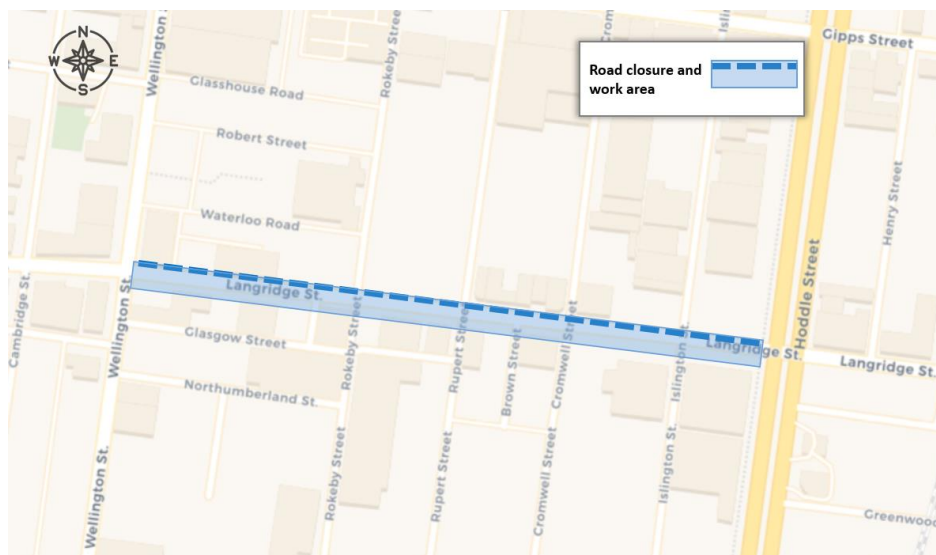 N
W E
S
Wellington
Rokeby Street
Gipps Street
Road closure and
work area
Glasshouse Road
Robert Street
Waterloo Road
Henry Street
Hoddle Street
Cambridge St.
Wellington St.
Langridge St.
Glasgow Street
Northumberland St.
Rokeby Street
Rupert Street
Brown Street
Cromwell Street
Islington St.
Langridge St.
Langridge St.
Wellington St.
Rokeby Street
Rupert Street
Cromwell Street
Islington St.
Greenwood